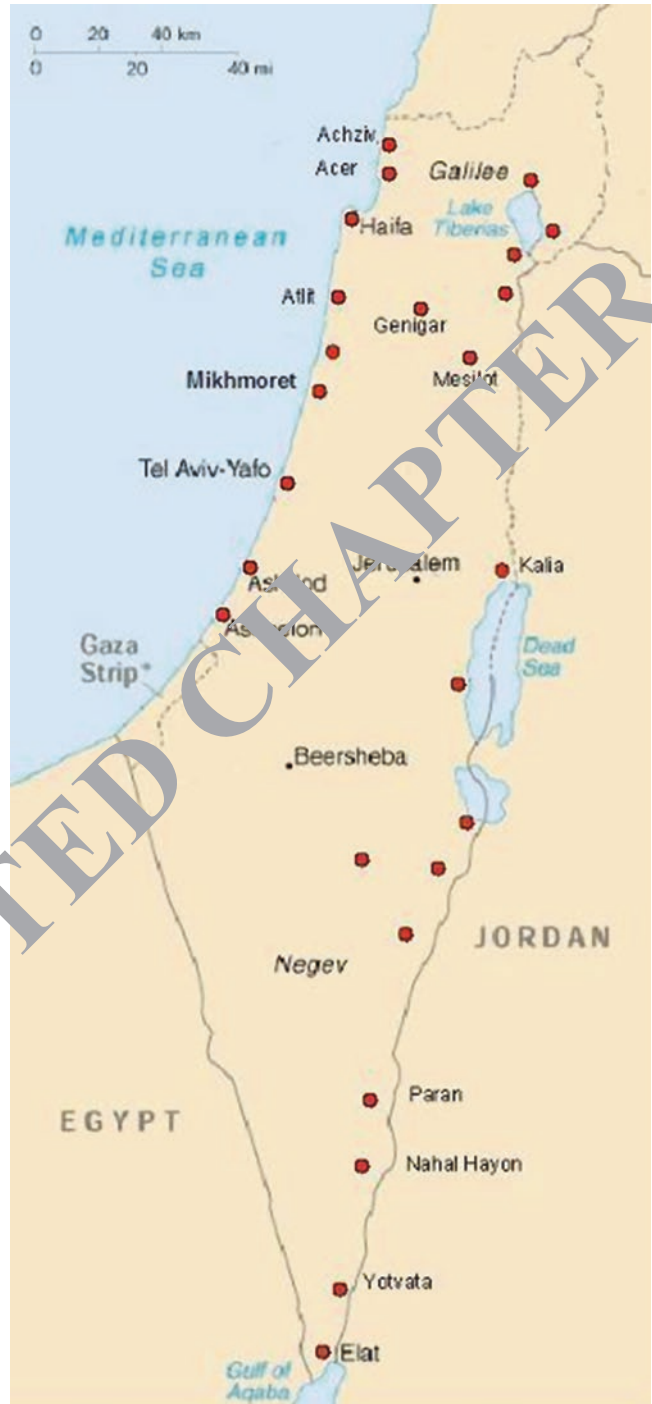 0 20 40 km
0 20 40 mi
Achziv
Acer
Galilee
Lake
Tiberias
Haifa
Mediterranean
Sea
Atlit
Genigar
Mesilot
Mikhmoret
Tel Aviv-Yafo
Kalia
Gaza
Strip*
Dead
Sea
Beersheba
JORDAN
Negev
Paran
EGYPT
Nahal Hayon
Yotvata
Elat
Gulf of
Aqaba
TED CHAPTER